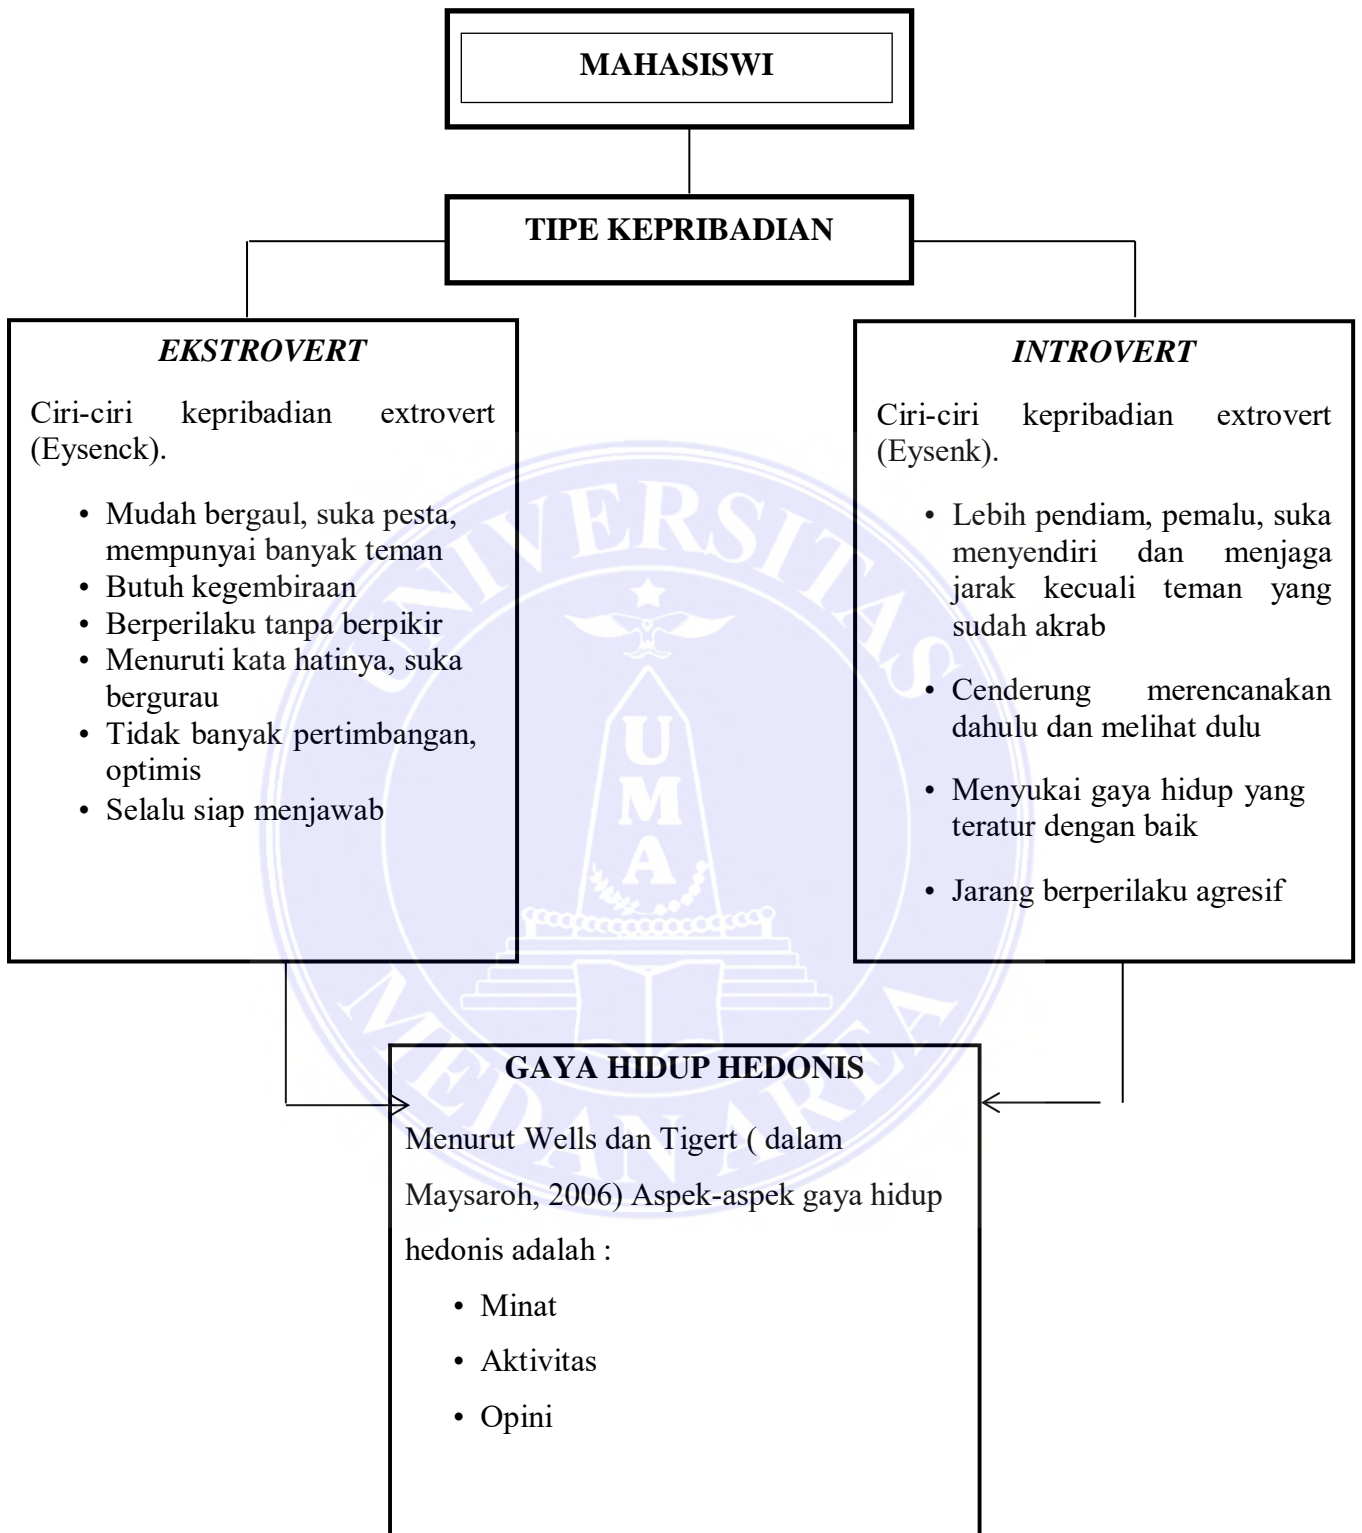 MAHASISWI
TIPE KEPRIBADIAN
EKSTROVERT
Ciri-ciri kepribadian extrovert
(Eysenck).
• Mudah bergaul, suka pesta,
mempunyai banyak teman
• Butuh kegembiraan
• Berperilaku tanpa berpikir
• Menuruti kata hatinya, suka
bergurau
• Tidak banyak pertimbangan,
optimis
• Selalu siap menjawab
INTROVERT
Ciri-ciri kepribadian extrovert
(Eysenk).
• Lebih pendiam, pemalu, suka
menyendiri dan menjaga
jarak kecuali teman yang
sudah akrab
• Cenderung merencanakan
dahulu dan melihat dulu
• Menyukai gaya hidup yang
teratur dengan baik
• Jarang berperilaku agresif
UNIVERSITAS
UMA
MEDAN AREA
GAYA HIDUP HEDONIS
Menurut Wells dan Tigert ( dalam
Maysaroh, 2006) Aspek-aspek gaya hidup
hedonis adalah :
• Minat
• Aktivitas
• Opini